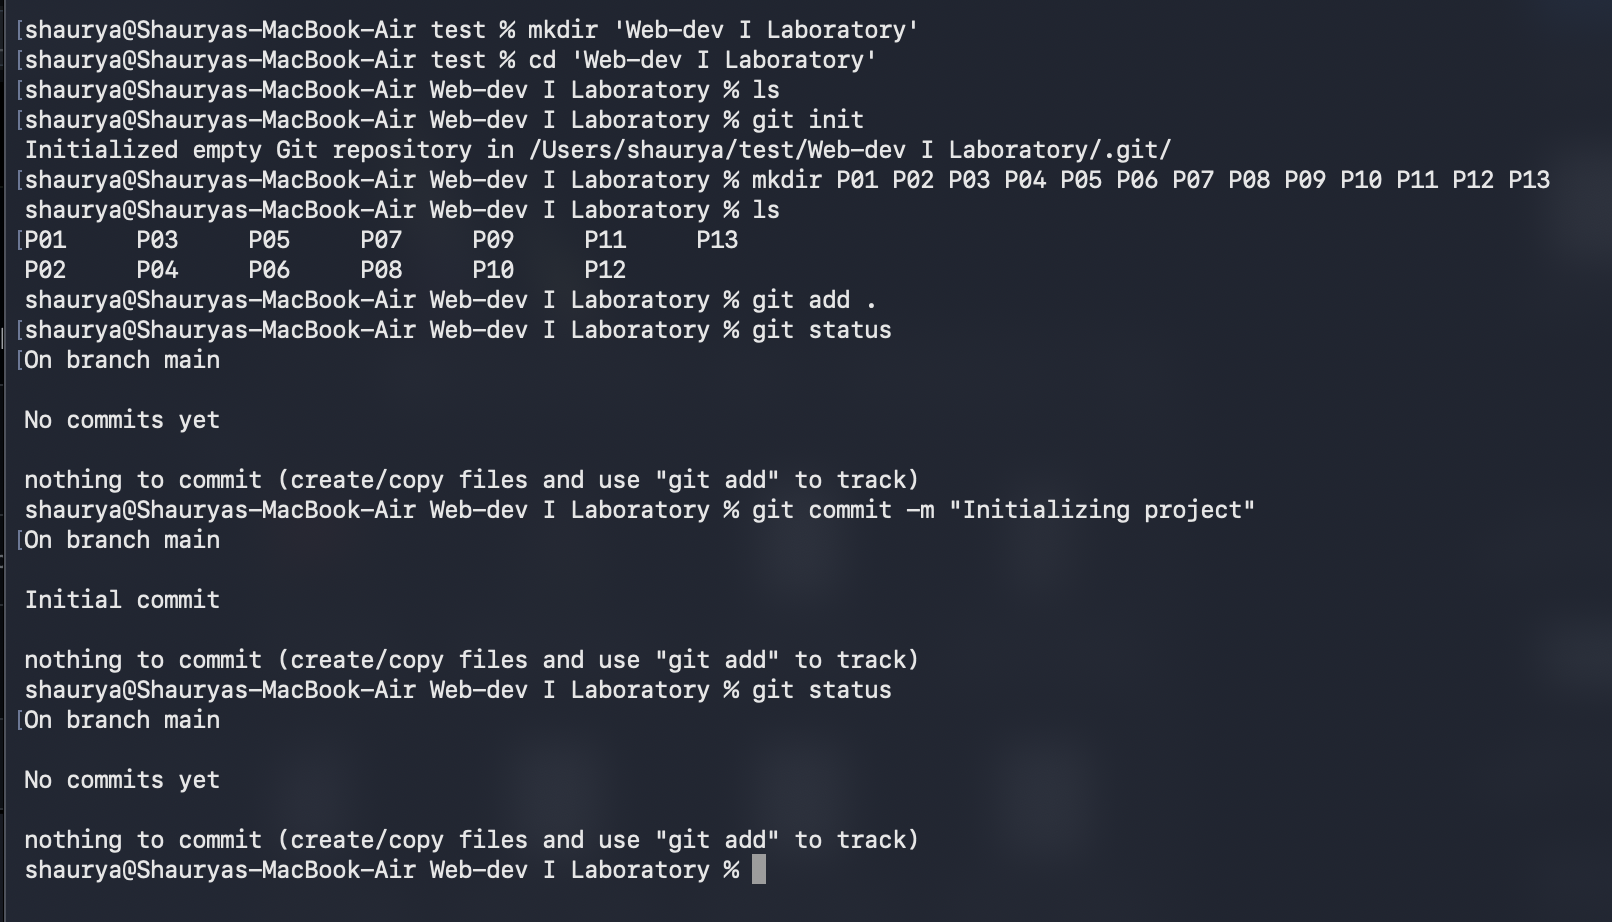 [shaurya@Shauryas-MacBook-Air test % mkdir 'Web-dev I Laboratory'
[shaurya@Shauryas-MacBook-Air test % cd 'Web-dev I Laboratory'
[shaurya@Shauryas-MacBook-Air Web-dev I Laboratory % ls
[shaurya@Shauryas-MacBook-Air Web-dev I Laboratory % git init
Initialized empty Git repository in /Users/shaurya/test/Web-dev I Laboratory/.git/
[shaurya@Shauryas-MacBook-Air Web-dev I Laboratory % mkdir P01 P02 P03 P04 P05 P06 P07 P08 P09 P10 P11 P12 P13
shaurya@Shauryas-MacBook-Air Web-dev I Laboratory % ls
[P01     P03     P05     P07     P09     P11     P13
P02     P04     P06     P08     P10     P12
shaurya@Shauryas-MacBook-Air Web-dev I Laboratory % git add .
[shaurya@Shauryas-MacBook-Air Web-dev I Laboratory % git status
[On branch main
No commits yet
nothing to commit (create/copy files and use "git add" to track)
shaurya@Shauryas-MacBook-Air Web-dev I Laboratory % git commit -m "Initializing project"
[On branch main
Initial commit
nothing to commit (create/copy files and use "git add" to track)
shaurya@Shauryas-MacBook-Air Web-dev I Laboratory % git status
[On branch main
No commits yet
nothing to commit (create/copy files and use "git add" to track)
shaurya@Shauryas-MacBook-Air Web-dev I Laboratory %